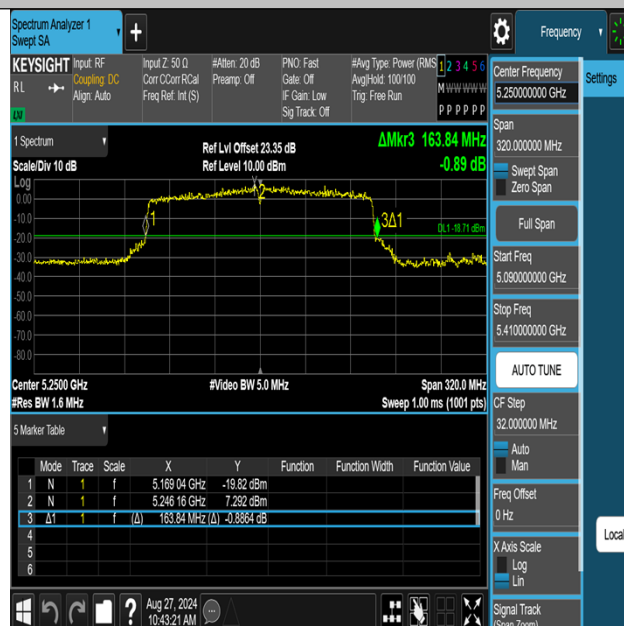 Spectrum Analyzer 1
Swept SA
+
Frequency
KEYSIGHT
RL
LXI
Input: RF
Coupling: DC
Align: Auto
Input Z: 50 Ω
Corr CCorr RCal
Freq Ref: Int (S)
#Atten: 20 dB
Preamp: Off
PNO: Fast
Gate: Off
IF Gain: Low
Sig Track: Off
#Avg Type: Power (RMS
Avg|Hold: 100/100
Trig: Free Run
1 2 3 4 5 6
M W W W W W
P P P P P P
1 Spectrum
Scale/Div 10 dB
Ref Lvl Offset 23.35 dB
Ref Level 10.00 dBm
ΔMkr3 163.84 MHz
-0.89 dB
Log
0.00
-10.0
-20.0
-30.0
-40.0
-50.0
-60.0
-70.0
-80.0
1
2
3Δ1
DL1 -18.71 dBm
Center 5.2500 GHz
#Res BW 1.6 MHz
#Video BW 5.0 MHz
Span 320.0 MHz
Sweep 1.00 ms (1001 pts)
5 Marker Table
Mode Trace Scale X Y Function Function Width Function Value
1 N 1 f 5.169 04 GHz -19.82 dBm
2 N 1 f 5.246 16 GHz 7.292 dBm
3 Δ1 1 f (Δ) 163.84 MHz (Δ) -0.8864 dB
4
5
6
Aug 27, 2024
10:43:21 AM
?
Center Frequency
5.250000000 GHz
Settings
Span
320.000000 MHz
Swept Span
Zero Span
Full Span
Start Freq
5.090000000 GHz
Stop Freq
5.410000000 GHz
AUTO TUNE
CF Step
32.000000 MHz
Auto
Man
Freq Offset
0 Hz
X Axis Scale
Log
Lin
Local
Signal Track
(Span Zoom)